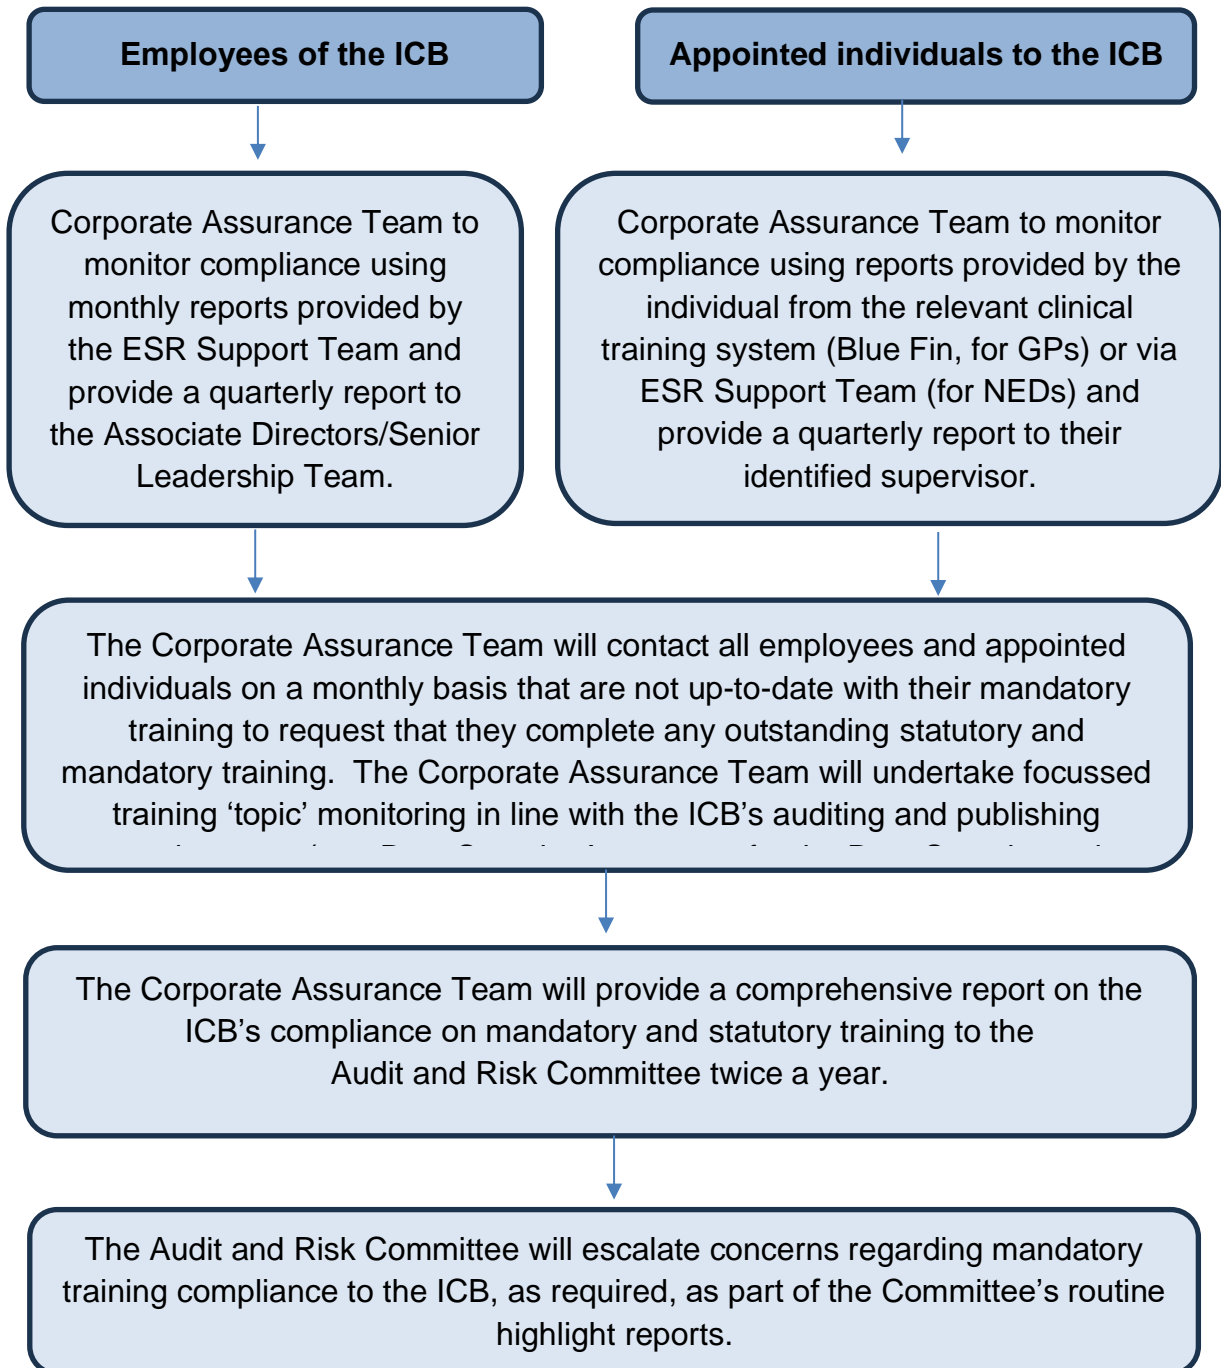 Employees of the ICB
Appointed individuals to the ICB
Corporate Assurance Team to
monitor compliance using
monthly reports provided by
the ESR Support Team and
provide a quarterly report to
the Associate Directors/Senior
Leadership Team.
Corporate Assurance Team to monitor
compliance using reports provided by the
individual from the relevant clinical
training system (Blue Fin, for GPs) or via
ESR Support Team (for NEDs) and
provide a quarterly report to their
identified supervisor.
The Corporate Assurance Team will contact all employees and appointed
individuals on a monthly basis that are not up-to-date with their mandatory
training to request that they complete any outstanding statutory and
mandatory training.  The Corporate Assurance Team will undertake focussed
training ‘topic’ monitoring in line with the ICB’s auditing and publishing
The Corporate Assurance Team will provide a comprehensive report on the
ICB’s compliance on mandatory and statutory training to the
Audit and Risk Committee twice a year.
The Audit and Risk Committee will escalate concerns regarding mandatory
training compliance to the ICB, as required, as part of the Committee’s routine
highlight reports.